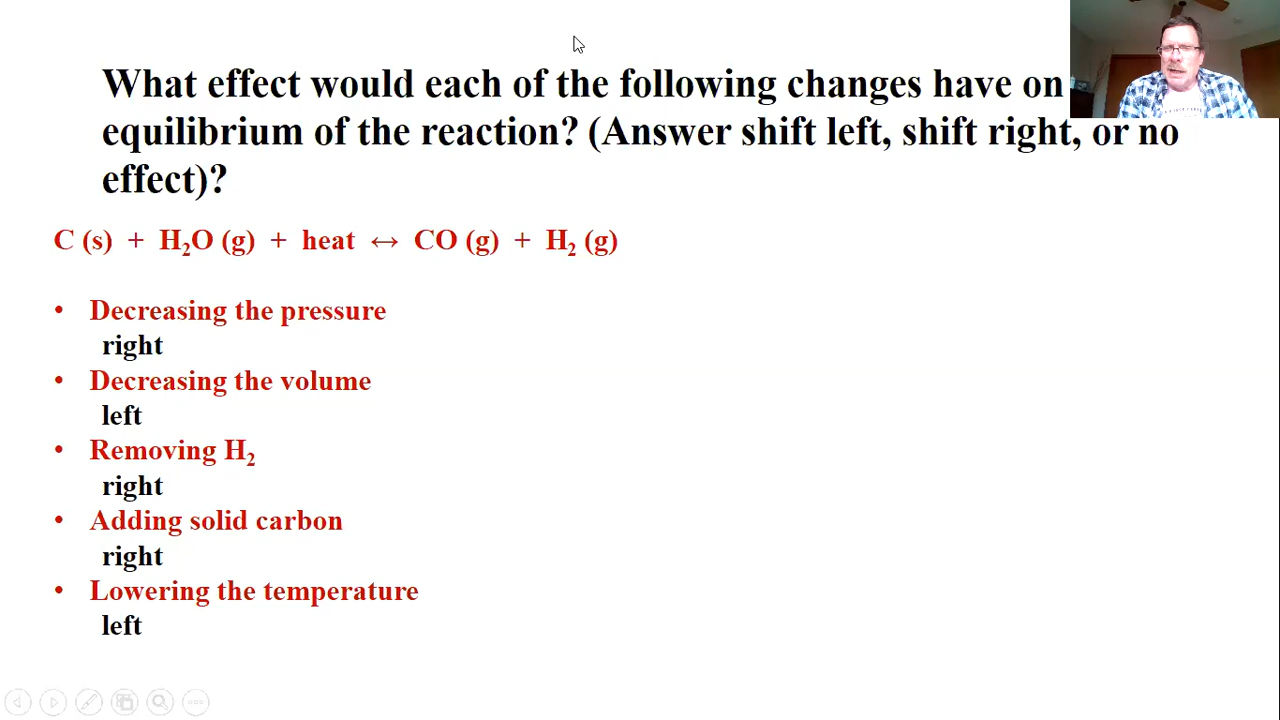 What effect would each of the following changes have on
equilibrium of the reaction? (Answer shift left, shift right, or no
effect)?
C (s) + H₂O (g) + heat ↔ CO (g) + H₂ (g)
• Decreasing the pressure
right
• Decreasing the volume
left
• Removing H₂
right
• Adding solid carbon
right
• Lowering the temperature
left